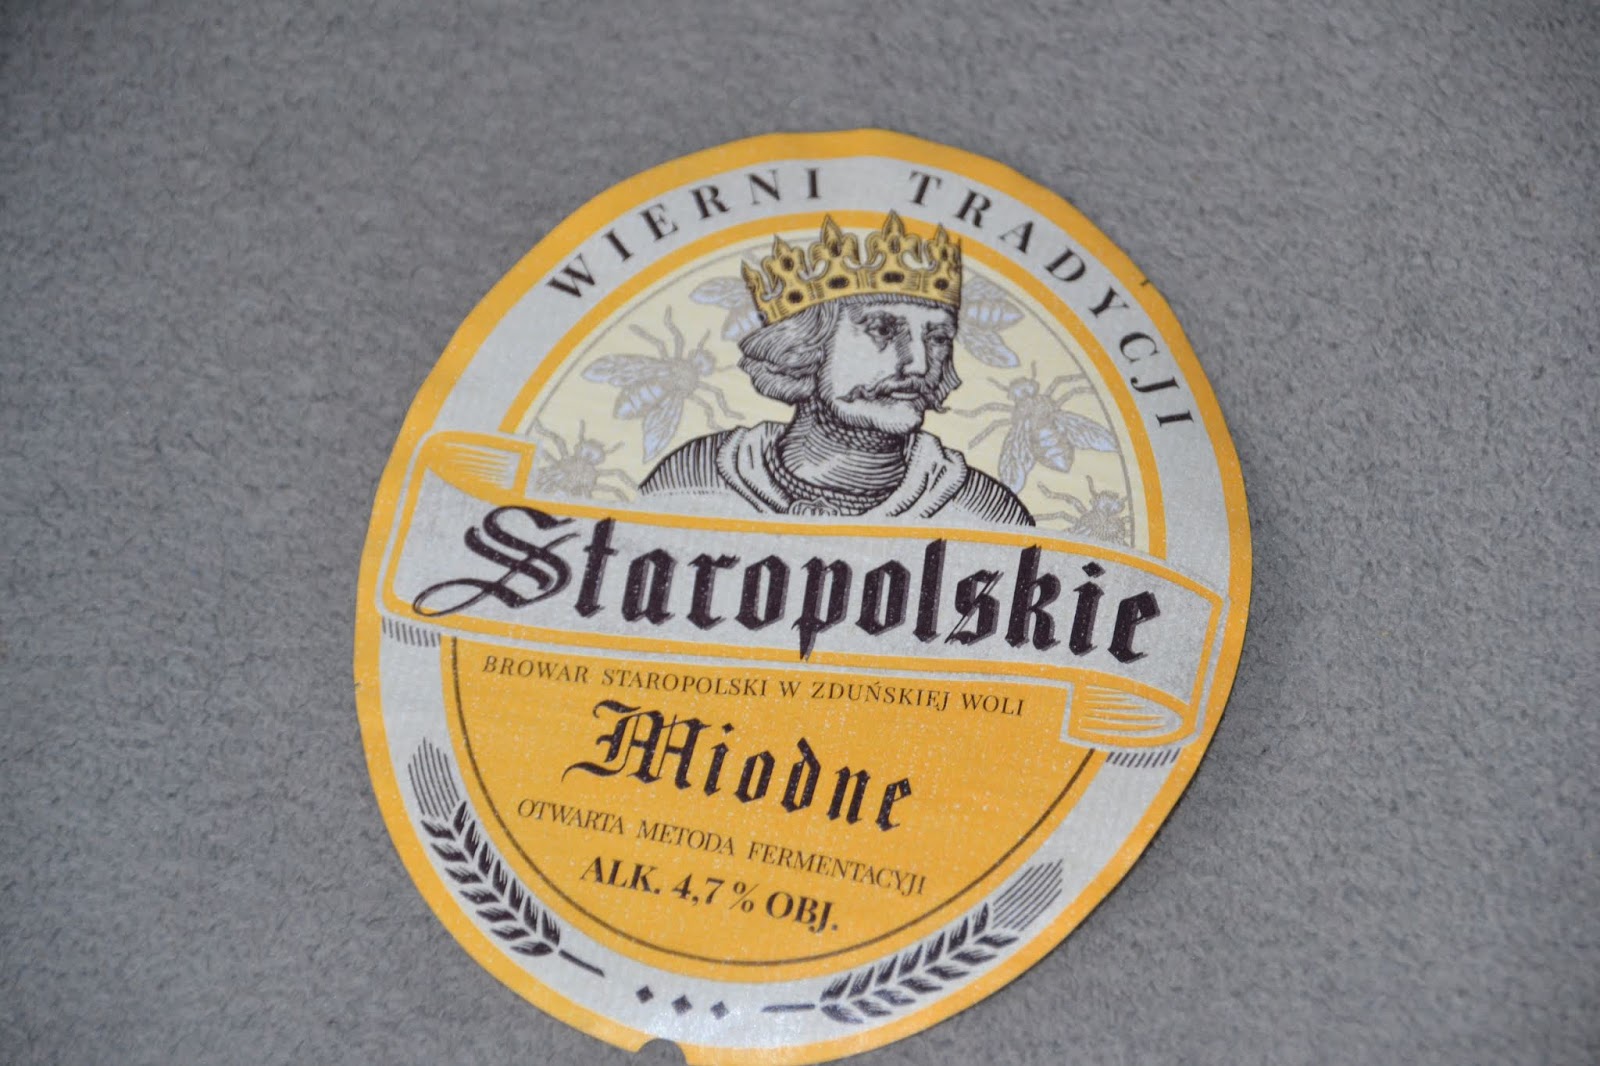 WIERNI TRADYCJI
Staropolskie
BROWAR STAROPOLSKI W ZDUŃSKIEJ WOLI
Miodne
OTWARTA METODA FERMENTACYJI
ALK. 4,7% OBJ.